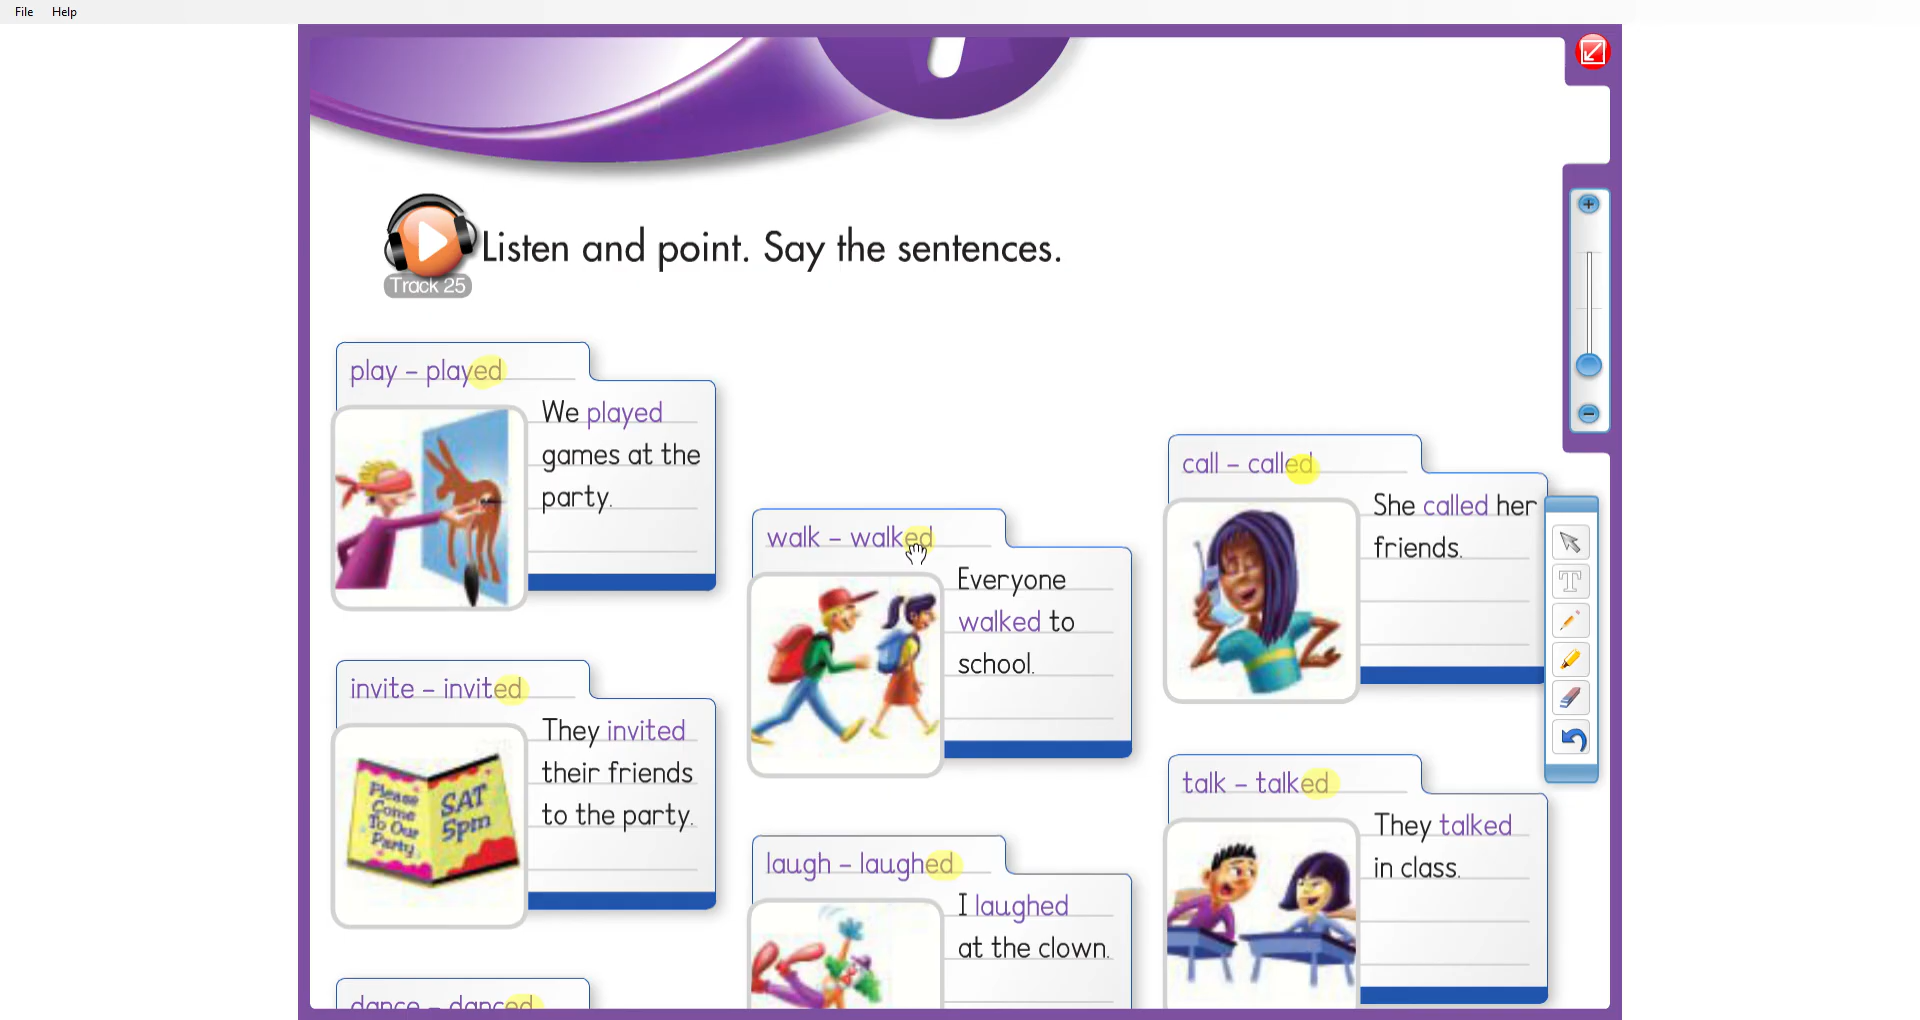 File Help
Listen and point. Say the sentences.
Track 25
play – played
We played
games at the
party.
invite – invited
They invited
their friends
to the party.
Please
Come
To Our
Party
SAT
5pm
dance – danced
walk – walked
Everyone
walked to
school.
laugh – laughed
I laughed
at the clown.
call – called
She called her
friends.
talk – talked
They talked
in class.
T